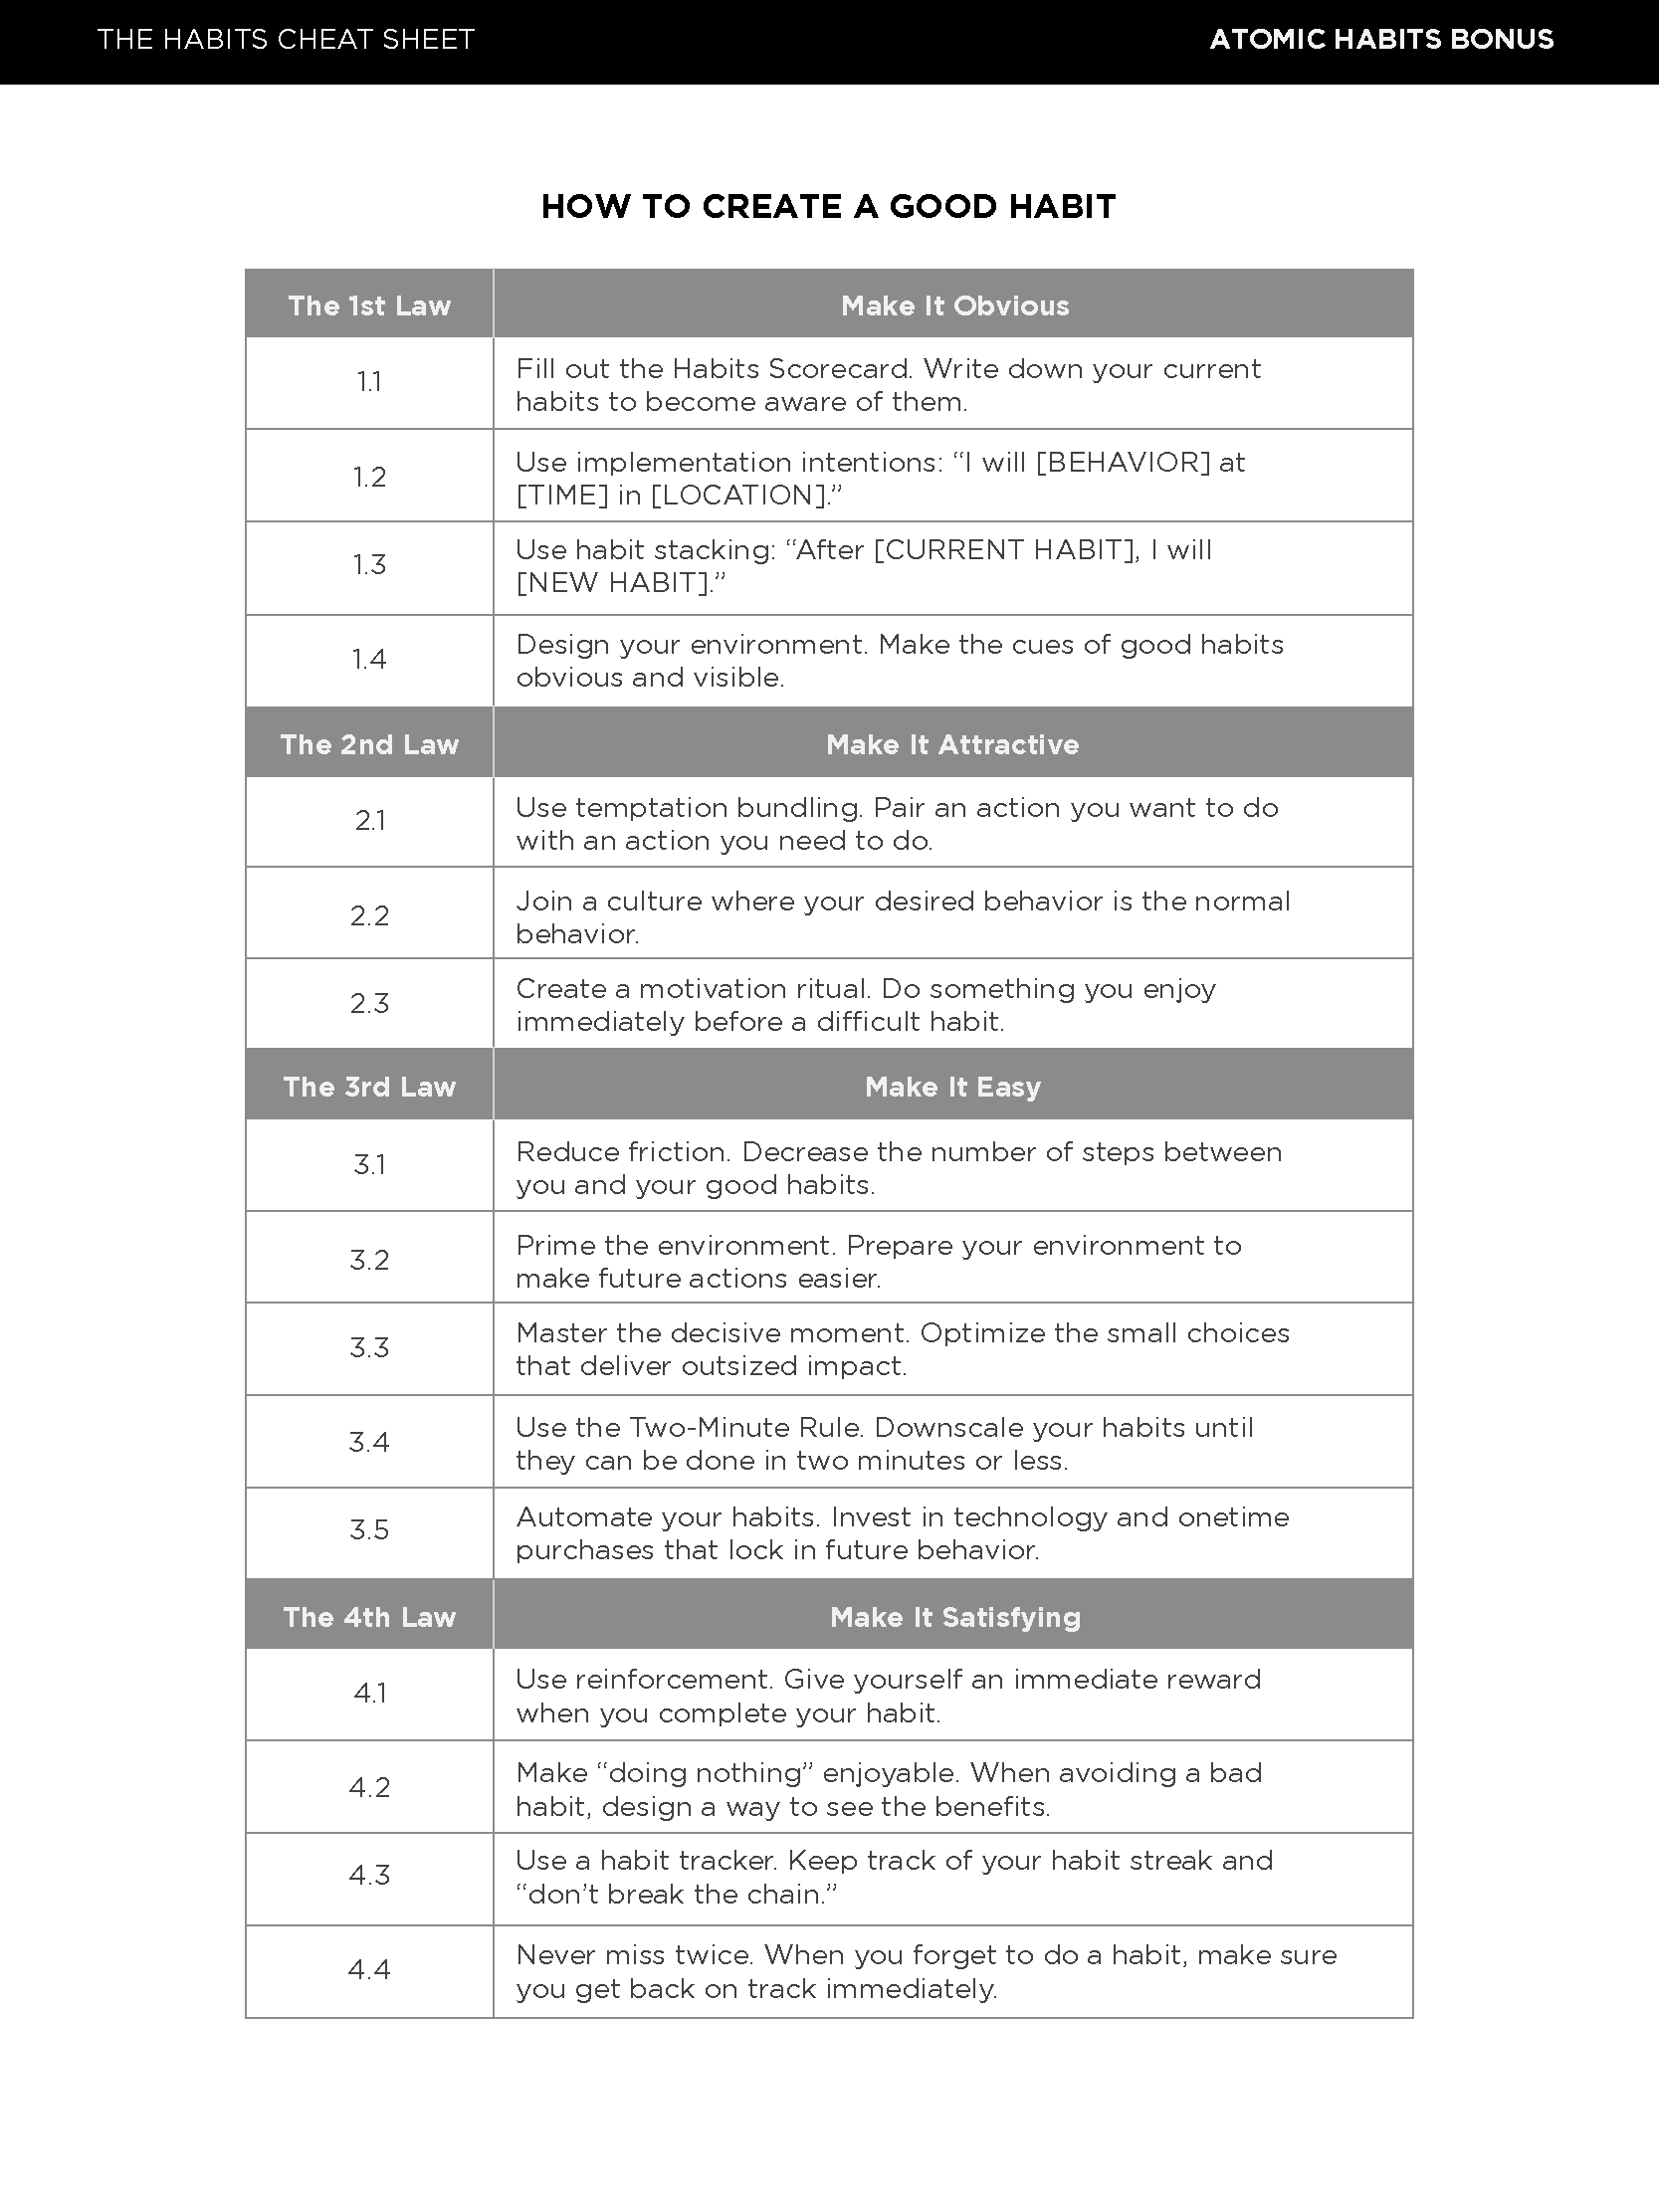 THE HABITS CHEAT SHEET
ATOMIC HABITS BONUS
HOW TO CREATE A GOOD HABIT
The 1st Law
Make It Obvious
1.1
Fill out the Habits Scorecard. Write down your current
habits to become aware of them.
1.2
Use implementation intentions: “I will [BEHAVIOR] at
[TIME] in [LOCATION].”
1.3
Use habit stacking: “After [CURRENT HABIT], I will
[NEW HABIT].”
1.4
Design your environment. Make the cues of good habits
obvious and visible.
The 2nd Law
Make It Attractive
2.1
Use temptation bundling. Pair an action you want to do
with an action you need to do.
2.2
Join a culture where your desired behavior is the normal
behavior.
2.3
Create a motivation ritual. Do something you enjoy
immediately before a difficult habit.
The 3rd Law
Make It Easy
3.1
Reduce friction. Decrease the number of steps between
you and your good habits.
3.2
Prime the environment. Prepare your environment to
make future actions easier.
3.3
Master the decisive moment. Optimize the small choices
that deliver outsized impact.
3.4
Use the Two-Minute Rule. Downscale your habits until
they can be done in two minutes or less.
3.5
Automate your habits. Invest in technology and onetime
purchases that lock in future behavior.
The 4th Law
Make It Satisfying
4.1
Use reinforcement. Give yourself an immediate reward
when you complete your habit.
4.2
Make “doing nothing” enjoyable. When avoiding a bad
habit, design a way to see the benefits.
4.3
Use a habit tracker. Keep track of your habit streak and
“don’t break the chain.”
4.4
Never miss twice. When you forget to do a habit, make sure
you get back on track immediately.